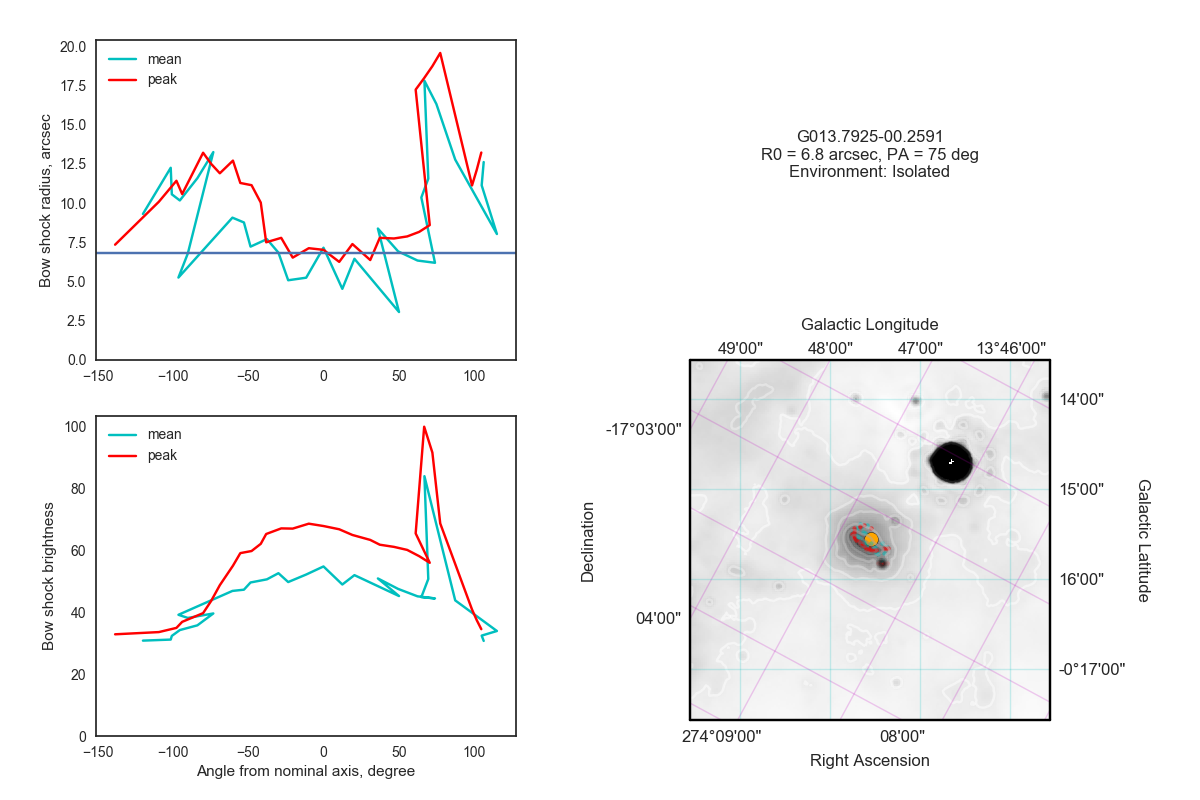 mean
peak
Bow shock radius, arcsec
20.0
17.5
15.0
12.5
10.0
7.5
5.0
2.5
0.0
−150
−100
−50
0
50
100
mean
peak
Bow shock brightness
100
80
60
40
20
0
−150
−100
−50
0
50
100
Angle from nominal axis, degree
G013.7925-00.2591
R0 = 6.8 arcsec, PA = 75 deg
Environment: Isolated
Galactic Longitude
49'00"
48'00"
47'00"
13°46'00"
-17°03'00"
04'00"
Declination
14'00"
15'00"
16'00"
-0°17'00"
Galactic Latitude
274°09'00"
08'00"
Right Ascension